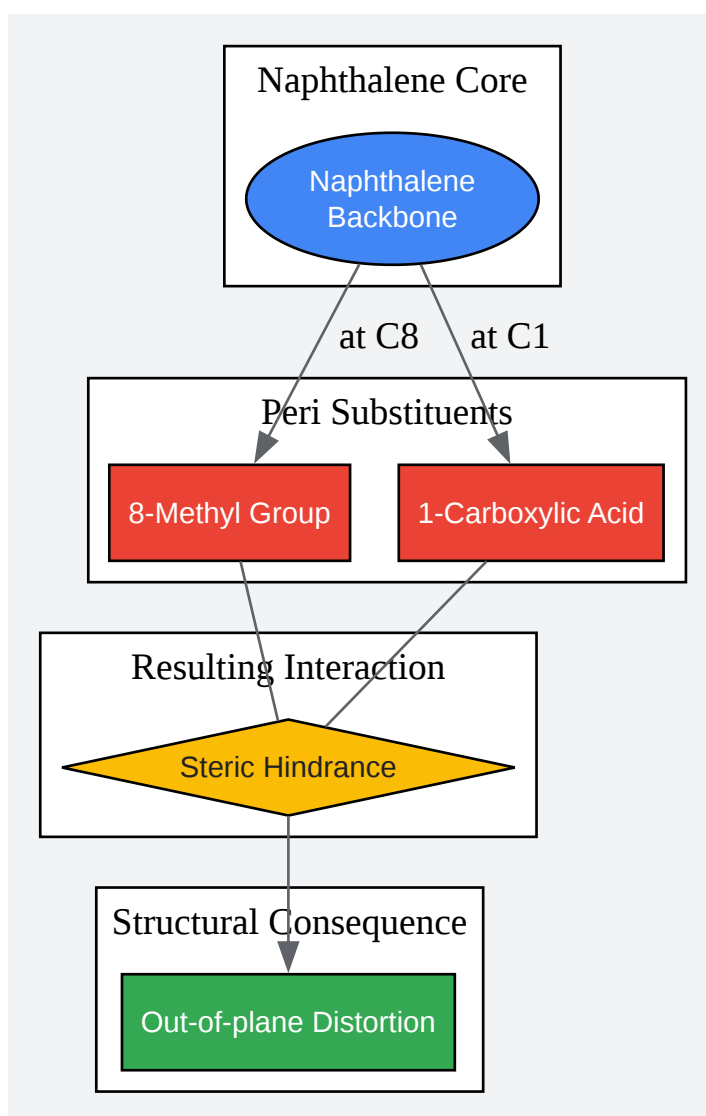 Naphthalene Core
Naphthalene
Backbone
at C8
at C1
Peri Substituents
8-Methyl Group
1-Carboxylic Acid
Resulting Interaction
Steric Hindrance
Structural Consequence
Out-of-plane Distortion